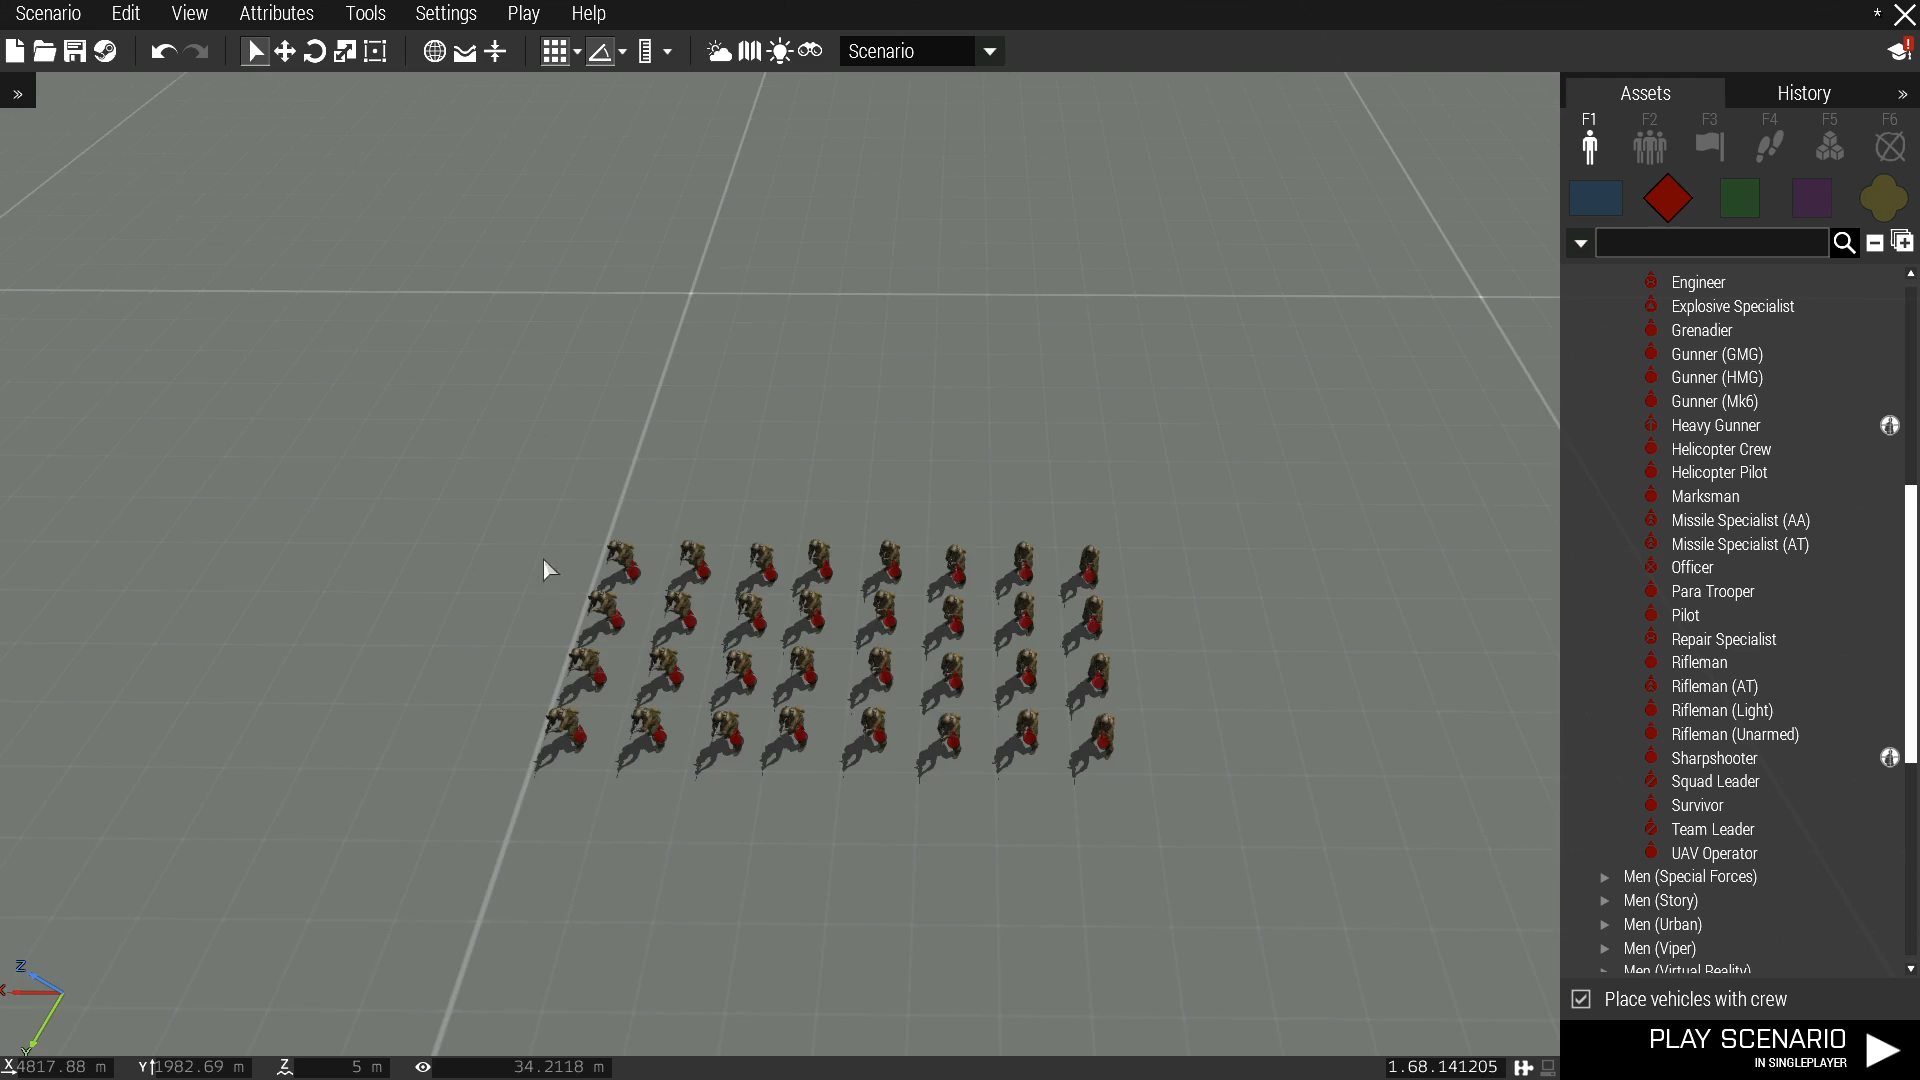 Scenario Edit View Attributes Tools Settings Play Help *
Scenario
»
Assets History »
F1 F2 F3 F4 F5 F6
Engineer
Explosive Specialist
Grenadier
Gunner (GMG)
Gunner (HMG)
Gunner (Mk6)
Heavy Gunner
Helicopter Crew
Helicopter Pilot
Marksman
Missile Specialist (AA)
Missile Specialist (AT)
Officer
Para Trooper
Pilot
Repair Specialist
Rifleman
Rifleman (AT)
Rifleman (Light)
Rifleman (Unarmed)
Sharpshooter
Squad Leader
Survivor
Team Leader
UAV Operator
Men (Special Forces)
Men (Story)
Men (Urban)
Men (Viper)
Men (Virtual Reality)
Place vehicles with crew
PLAY SCENARIO
IN SINGLEPLAYER
Z
X
Y
X 4817.88 m Y 1982.69 m Z 5 m 34.2118 m 1.68.141205